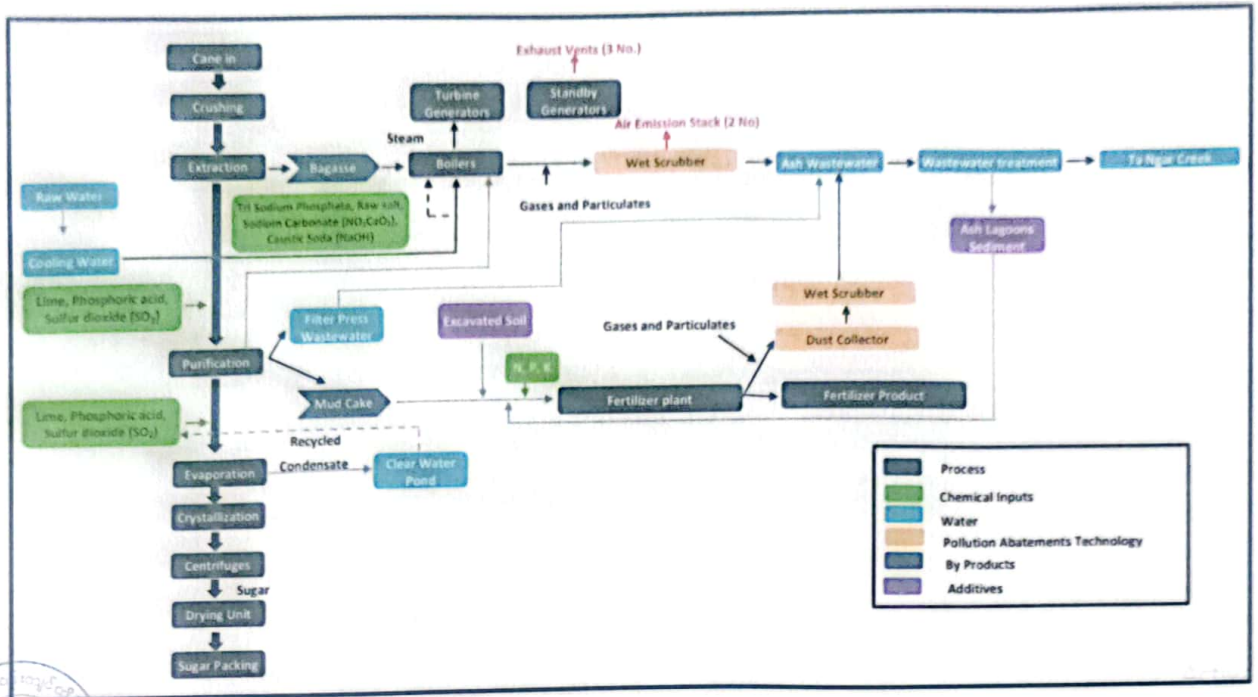 Cane in
Crushing
Extraction
Bagasse
Steam
Boilers
Turbine
Generators
Exhaust Vents (3 No.)
Standby
Generators
Air Emission Stack (2 No)
Wet Scrubber
Ash Wastewater
Wastewater treatment
Ta Ngar Creek
Gases and Particulates
Raw Water
Cooling Water
Tri Sodium Phosphate, Raw salt,
Sodium Carbonate (NO₂CaO₃),
Caustic Soda (NaOH)
Ash Lagoons
Sediment
Lime, Phosphoric acid,
Sulfur dioxide (SO₂)
Filter Press
Wastewater
Excavated Soil
Wet Scrubber
Gases and Particulates
Dust Collector
Purification
N, P, K
Mud Cake
Fertilizer plant
Fertilizer Product
Lime, Phosphoric acid,
Sulfur dioxide (SO₂)
Recycled
Evaporation
Condensate
Clear Water
Pond
Crystallization
Centrifuges
Sugar
Drying Unit
Sugar Packing
Process
Chemical Inputs
Water
Pollution Abatements Technology
By Products
Additives